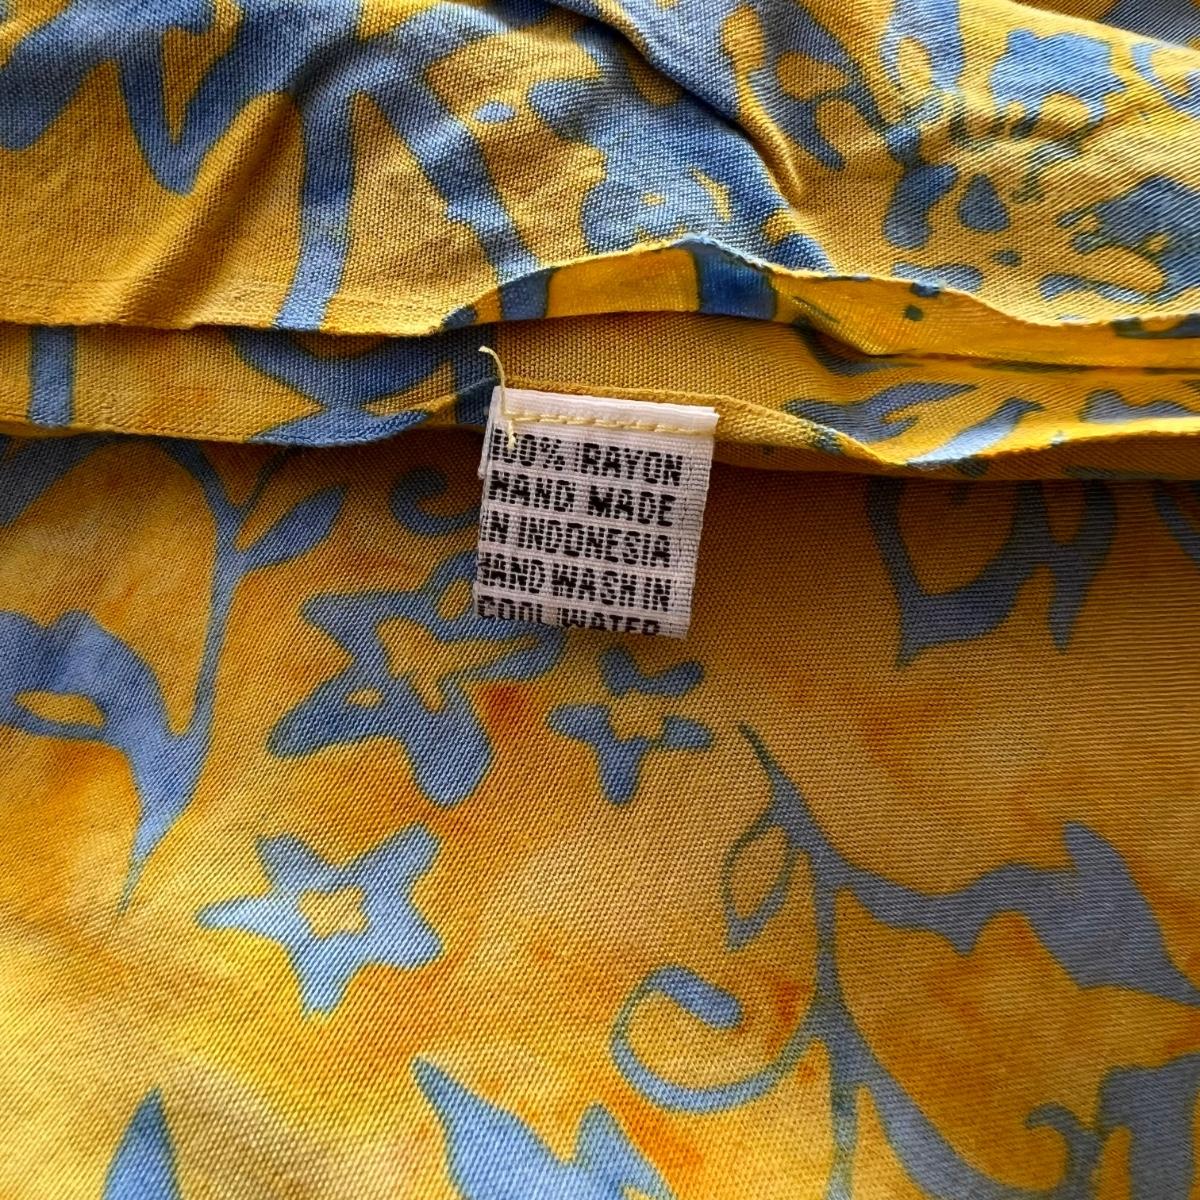 100% RAYON
HAND MADE
IN INDONESIA
HAND WASH IN
COOL WATER